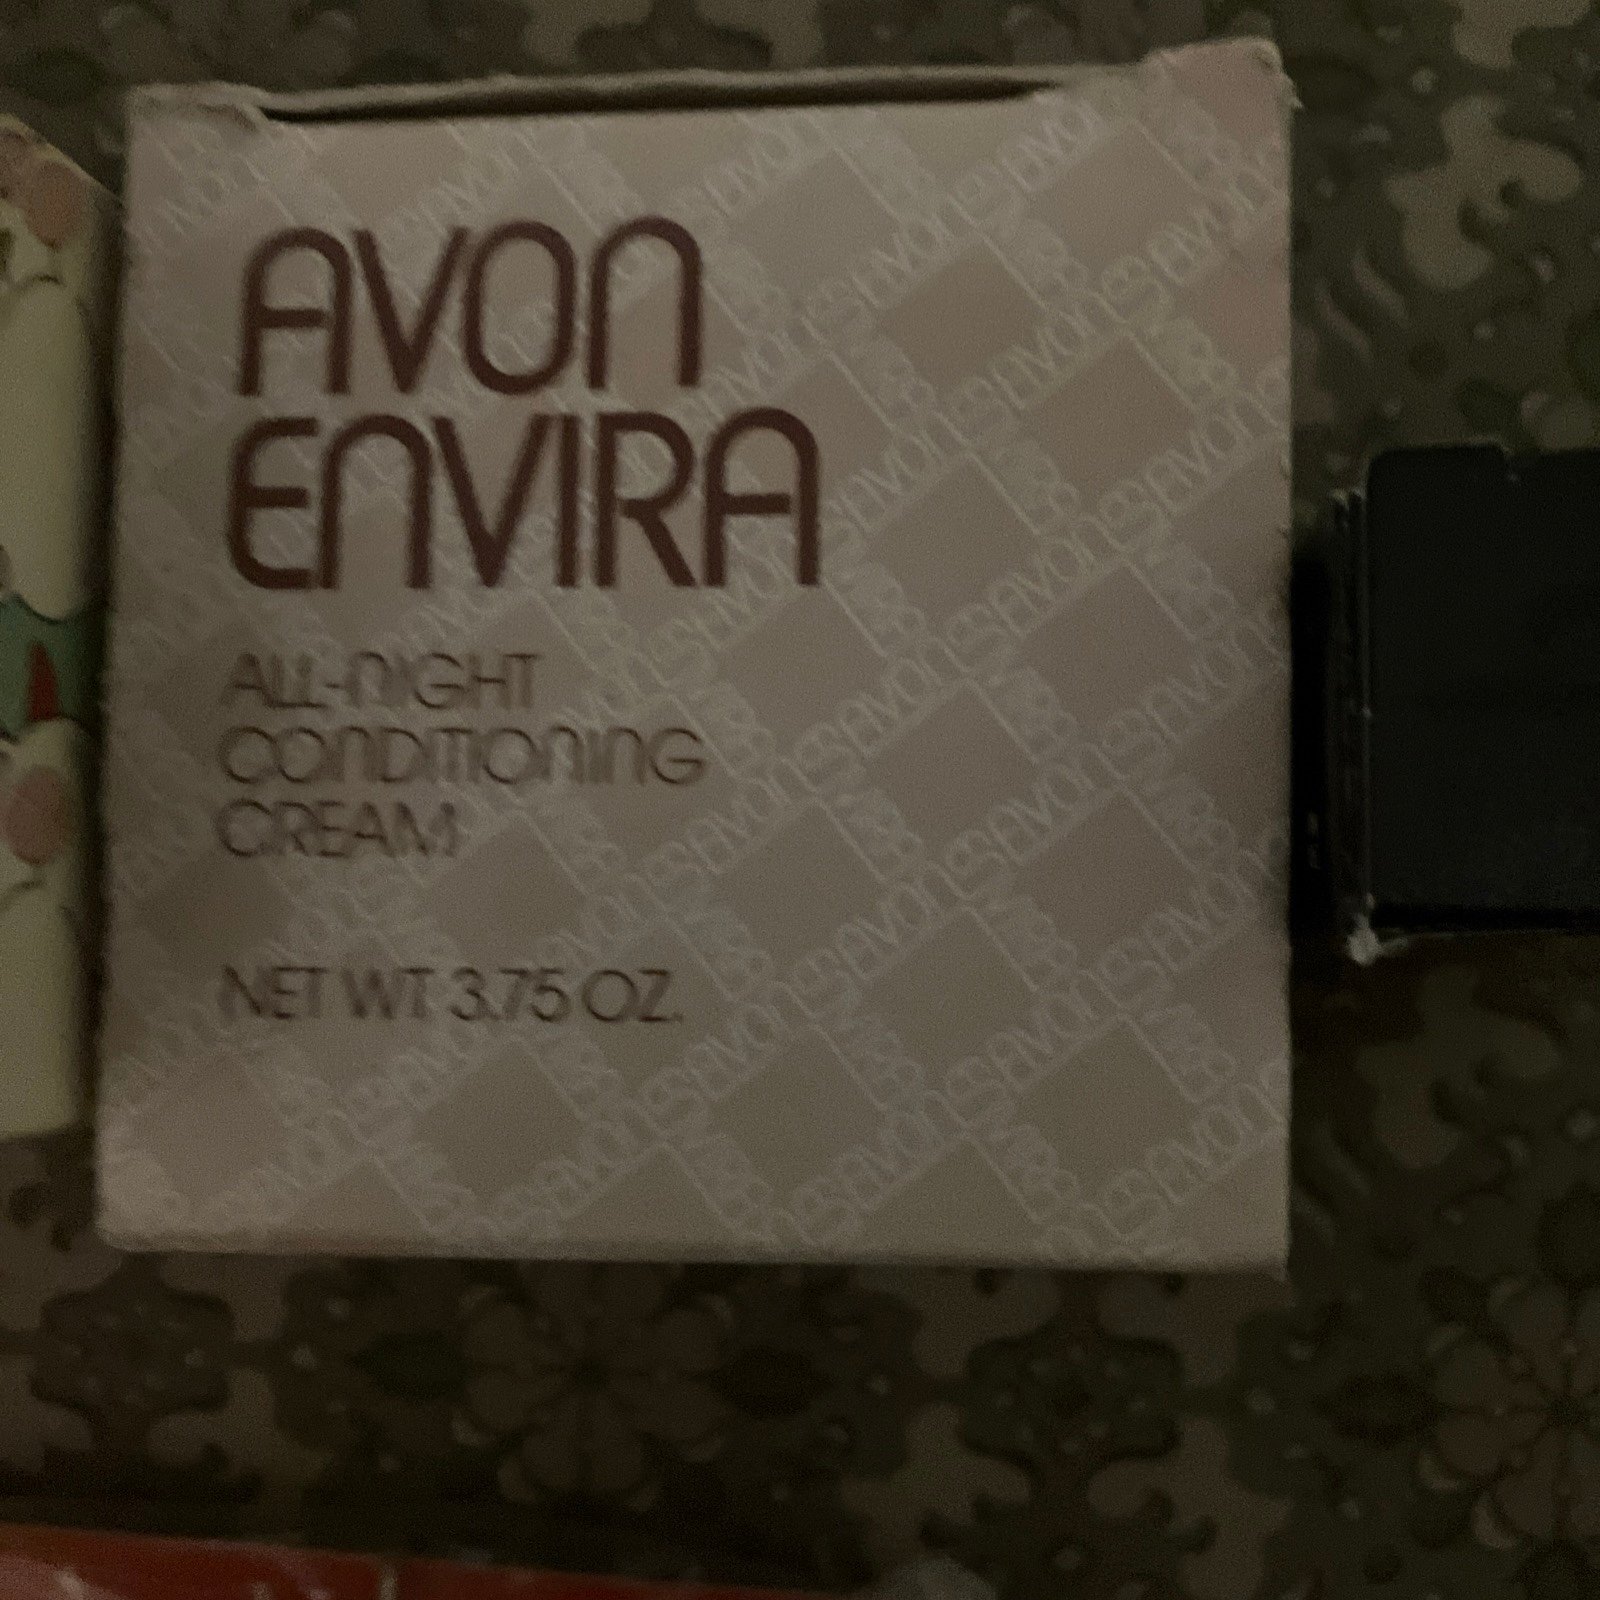 AVON
ENVIRA
ALL-NIGHT
CONDITIONING
CREAM
NET WT 3.75 OZ.